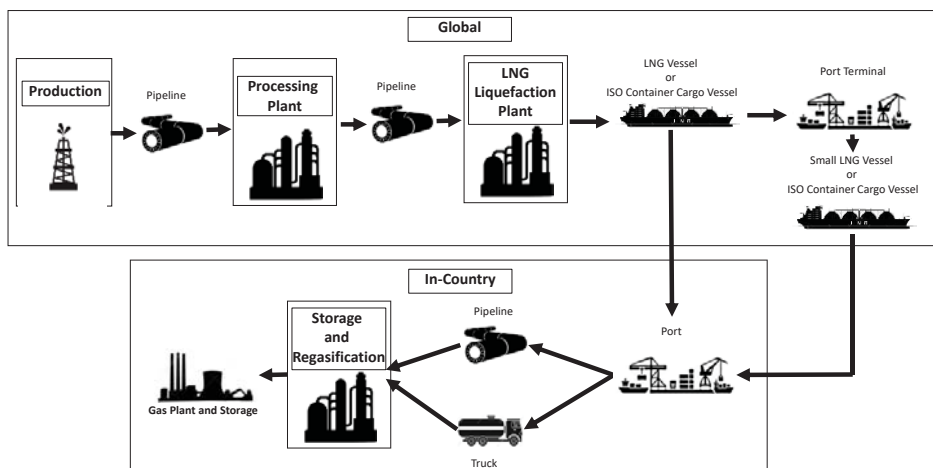 Global
Production
Pipeline
Processing
Plant
Pipeline
LNG
Liquefaction
Plant
LNG Vessel
or
ISO Container Cargo Vessel
Port Terminal
Small LNG Vessel
or
ISO Container Cargo Vessel
In-Country
Storage
and
Regasification
Pipeline
Port
Gas Plant and Storage
Truck